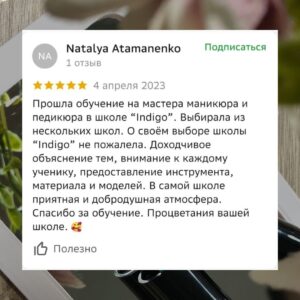 NA
Natalya Atamanenko
Подписаться
1 отзыв
4 апреля 2023
Прошла обучение на мастера маникюра и
педикюра в школе “Indigo”. Выбирала из
нескольких школ. О своём выборе школы
“Indigo” не пожалела. Доходчивое
объяснение тем, внимание к каждому
ученику, предоставление инструмента,
материала и моделей. В самой школе
приятная и добродушная атмосфера.
Спасибо за обучение. Процветания вашей
школе. 🥰
Полезно